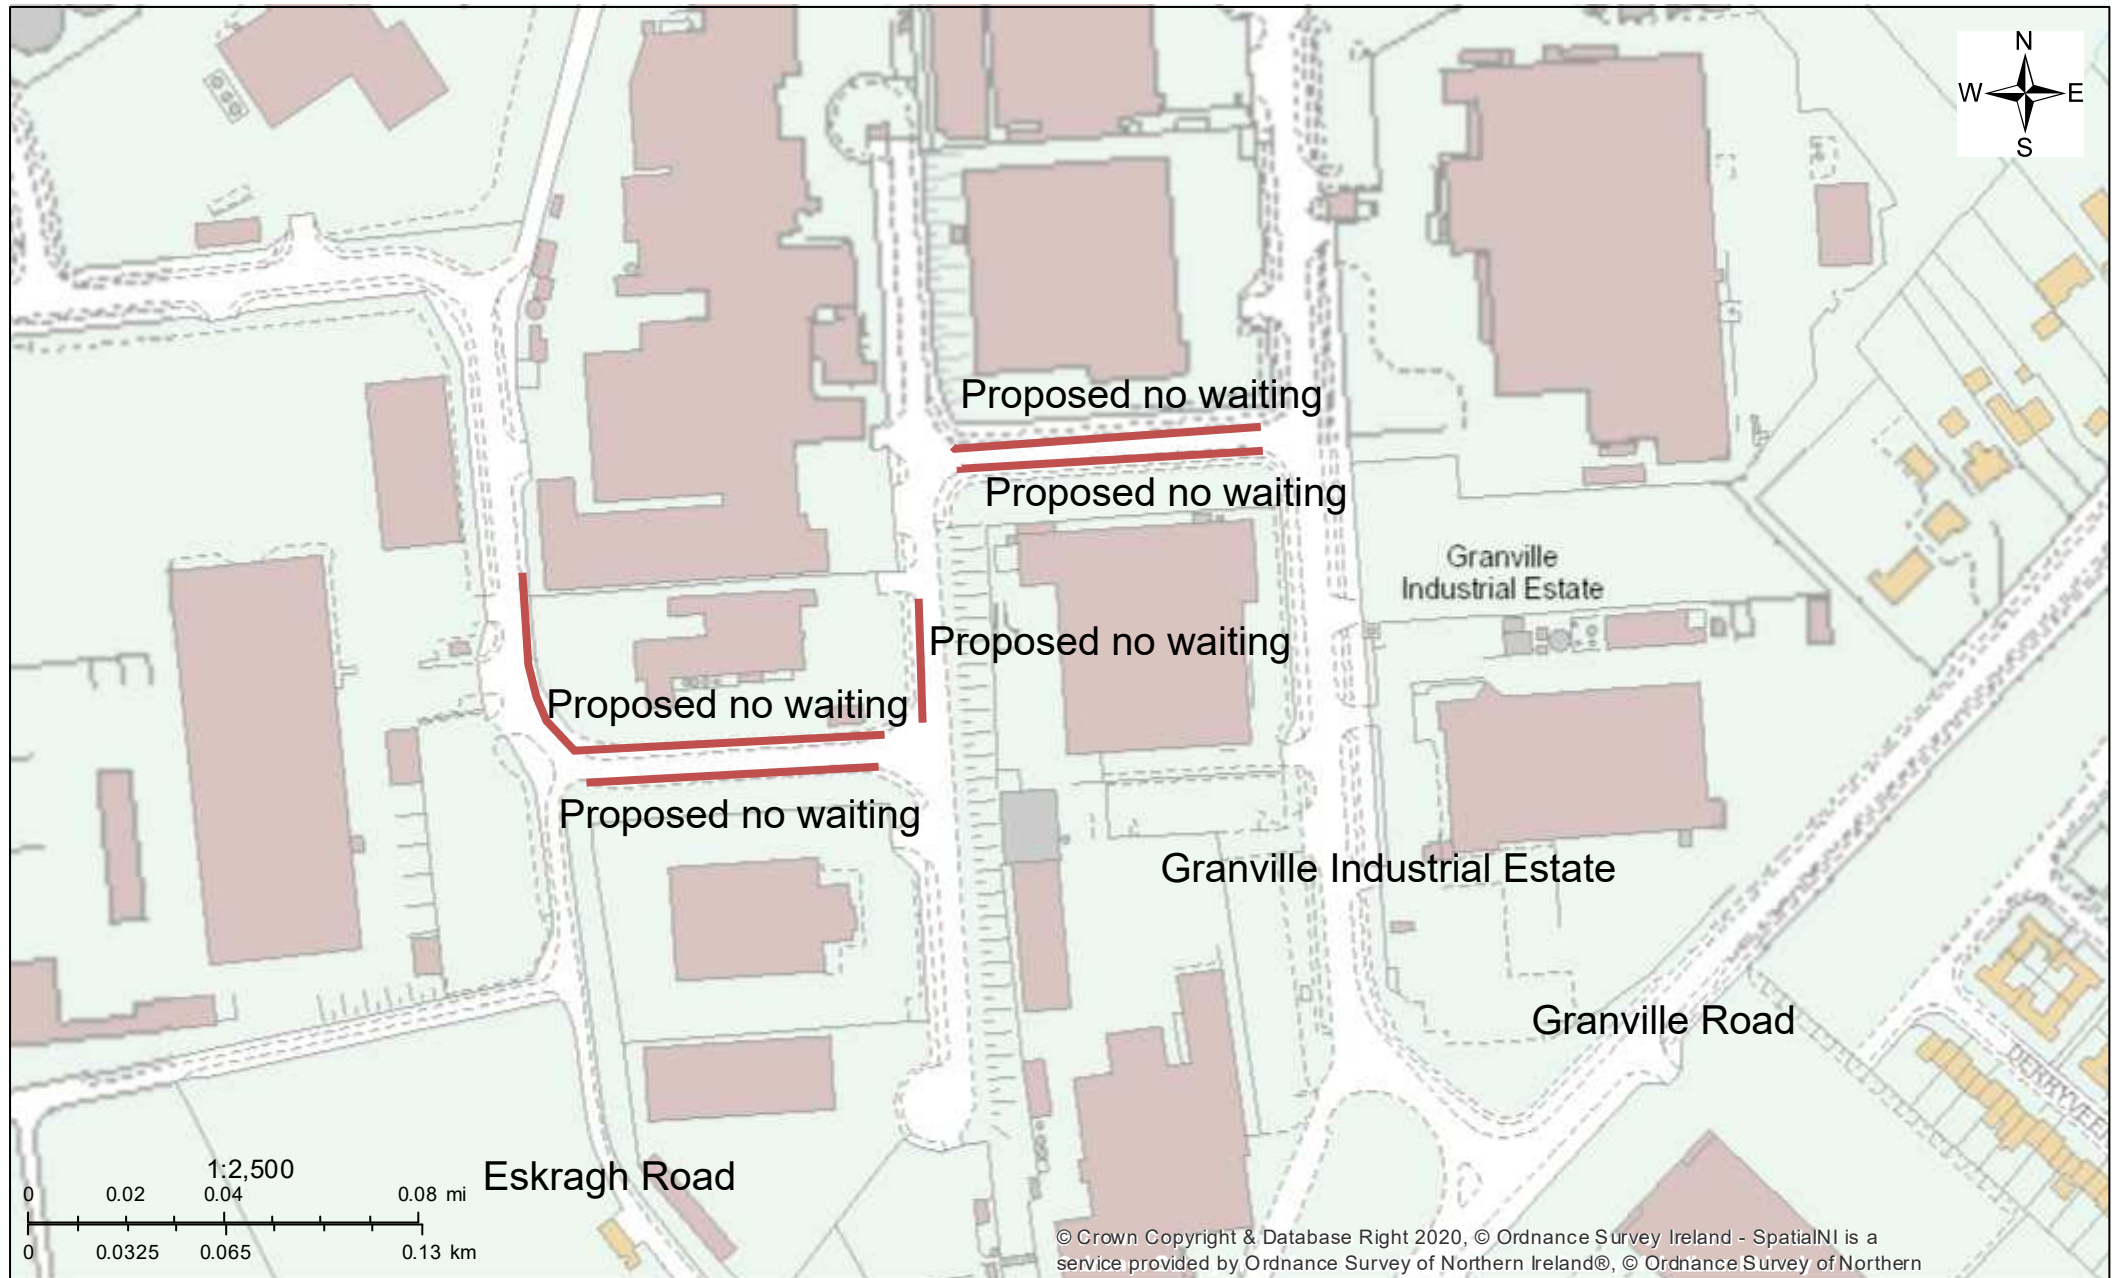 N
W E
S
Proposed no waiting
Proposed no waiting
Granville
Industrial Estate
Proposed no waiting
Proposed no waiting
Proposed no waiting
Granville Industrial Estate
Granville Road
Eskragh Road
1:2,500
0 0.02 0.04 0.08 mi
0 0.0325 0.065 0.13 km
© Crown Copyright & Database Right 2020, © Ordnance Survey Ireland - SpatialNI is a
service provided by Ordnance Survey of Northern Ireland®, © Ordnance Survey of Northern